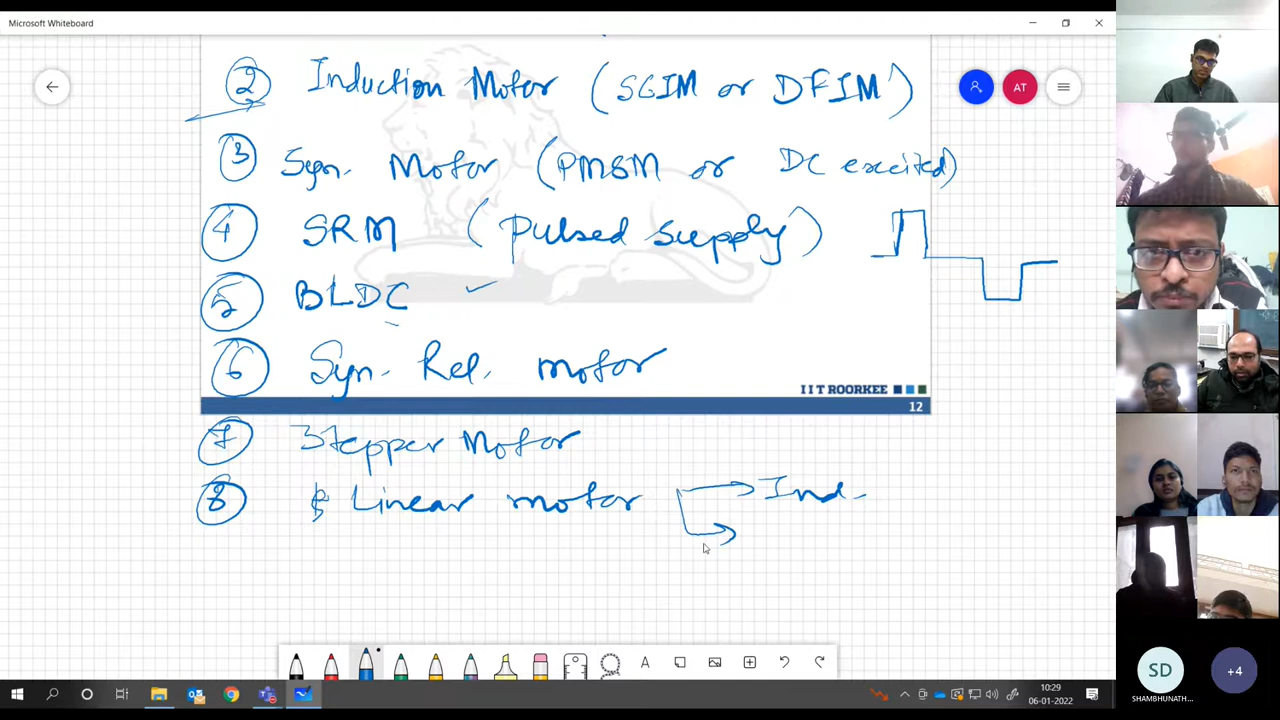 Microsoft Whiteboard
2 Induction Motor (SCIM or DFIM)
AT
3 Syn. Motor (PMSM or DC excited)
4 SRM (Pulsed supply)
5 BLDC
6 Syn. Rel. motor
IIT ROORKEE
12
7 Stepper Motor
8 Linear motor Ind.
SD
+4
SHAMBHUNATH...
A
10:29
06-01-2022